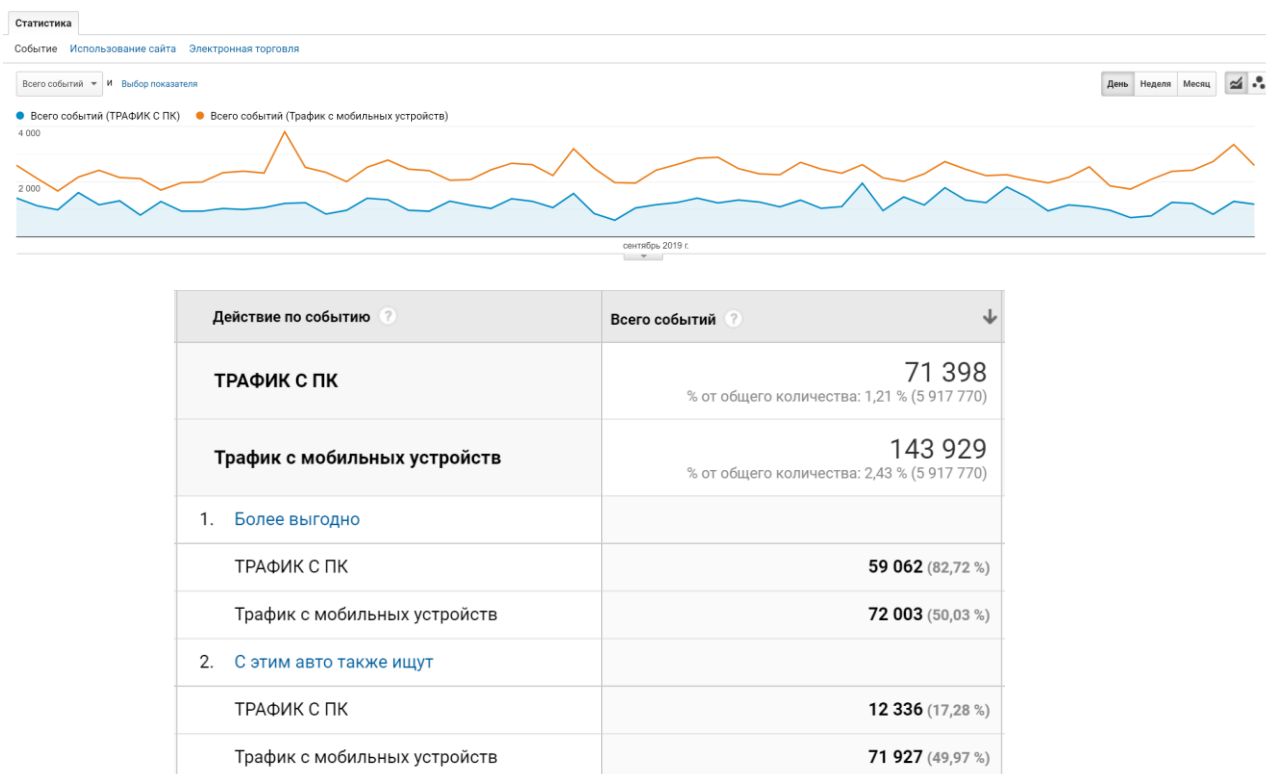 Статистика
Событие Использование сайта Электронная торговля
Всего событий и Выбор показателя День Неделя Месяц
Всего событий (ТРАФИК С ПК) Всего событий (Трафик с мобильных устройств)
4 000
2 000
сентябрь 2019 г.
Действие по событию ? Всего событий ?
ТРАФИК С ПК 71 398
% от общего количества: 1,21 % (5 917 770)
Трафик с мобильных устройств 143 929
% от общего количества: 2,43 % (5 917 770)
1. Более выгодно
ТРАФИК С ПК 59 062 (82,72 %)
Трафик с мобильных устройств 72 003 (50,03 %)
2. С этим авто также ищут
ТРАФИК С ПК 12 336 (17,28 %)
Трафик с мобильных устройств 71 927 (49,97 %)